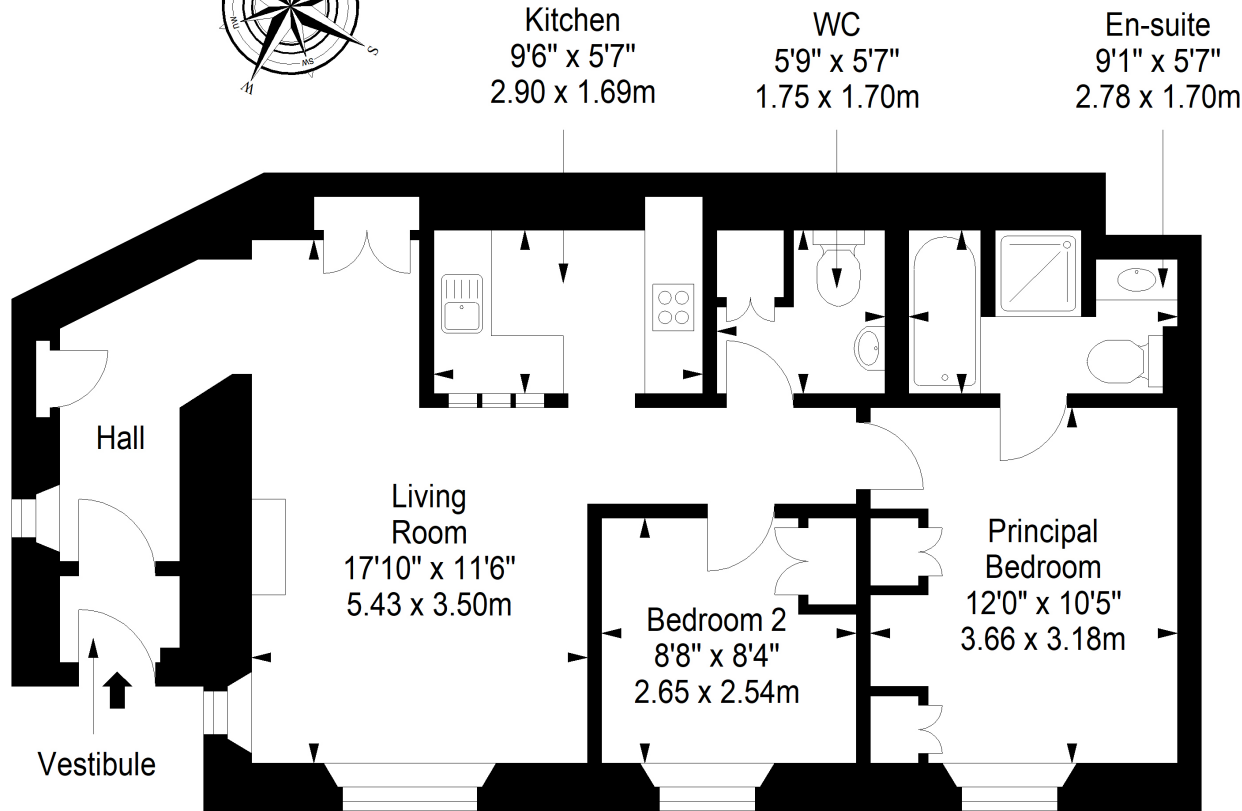 NW
W
SW
S
Kitchen
9'6" x 5'7"
2.90 x 1.69m
WC
5'9" x 5'7"
1.75 x 1.70m
En-suite
9'1" x 5'7"
2.78 x 1.70m
Hall
Living
Room
17'10" x 11'6"
5.43 x 3.50m
Principal
Bedroom
12'0" x 10'5"
3.66 x 3.18m
Bedroom 2
8'8" x 8'4"
2.65 x 2.54m
Vestibule